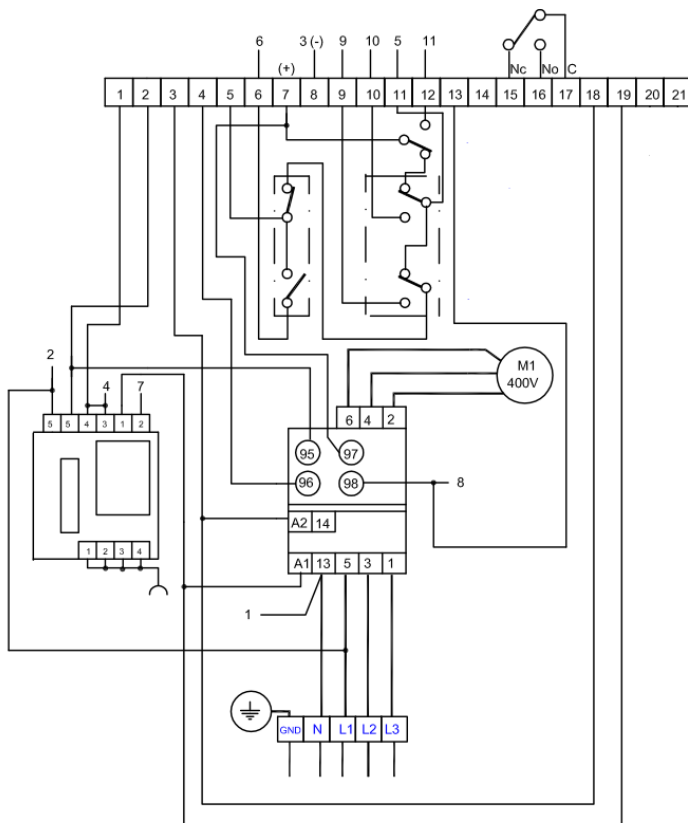 6 3 (-) 9 10 5 11
(+) Nc No C
1 2 3 4 5 6 7 8 9 10 11 12 13 14 15 16 17 18 19 20 21
M1
400V
2
4 7
5 5 4 3 1 2
6 4 2
95 97
96 98 8
A2 14
1 2 3 4
A1 13 5 3 1
1
GND N L1 L2 L3